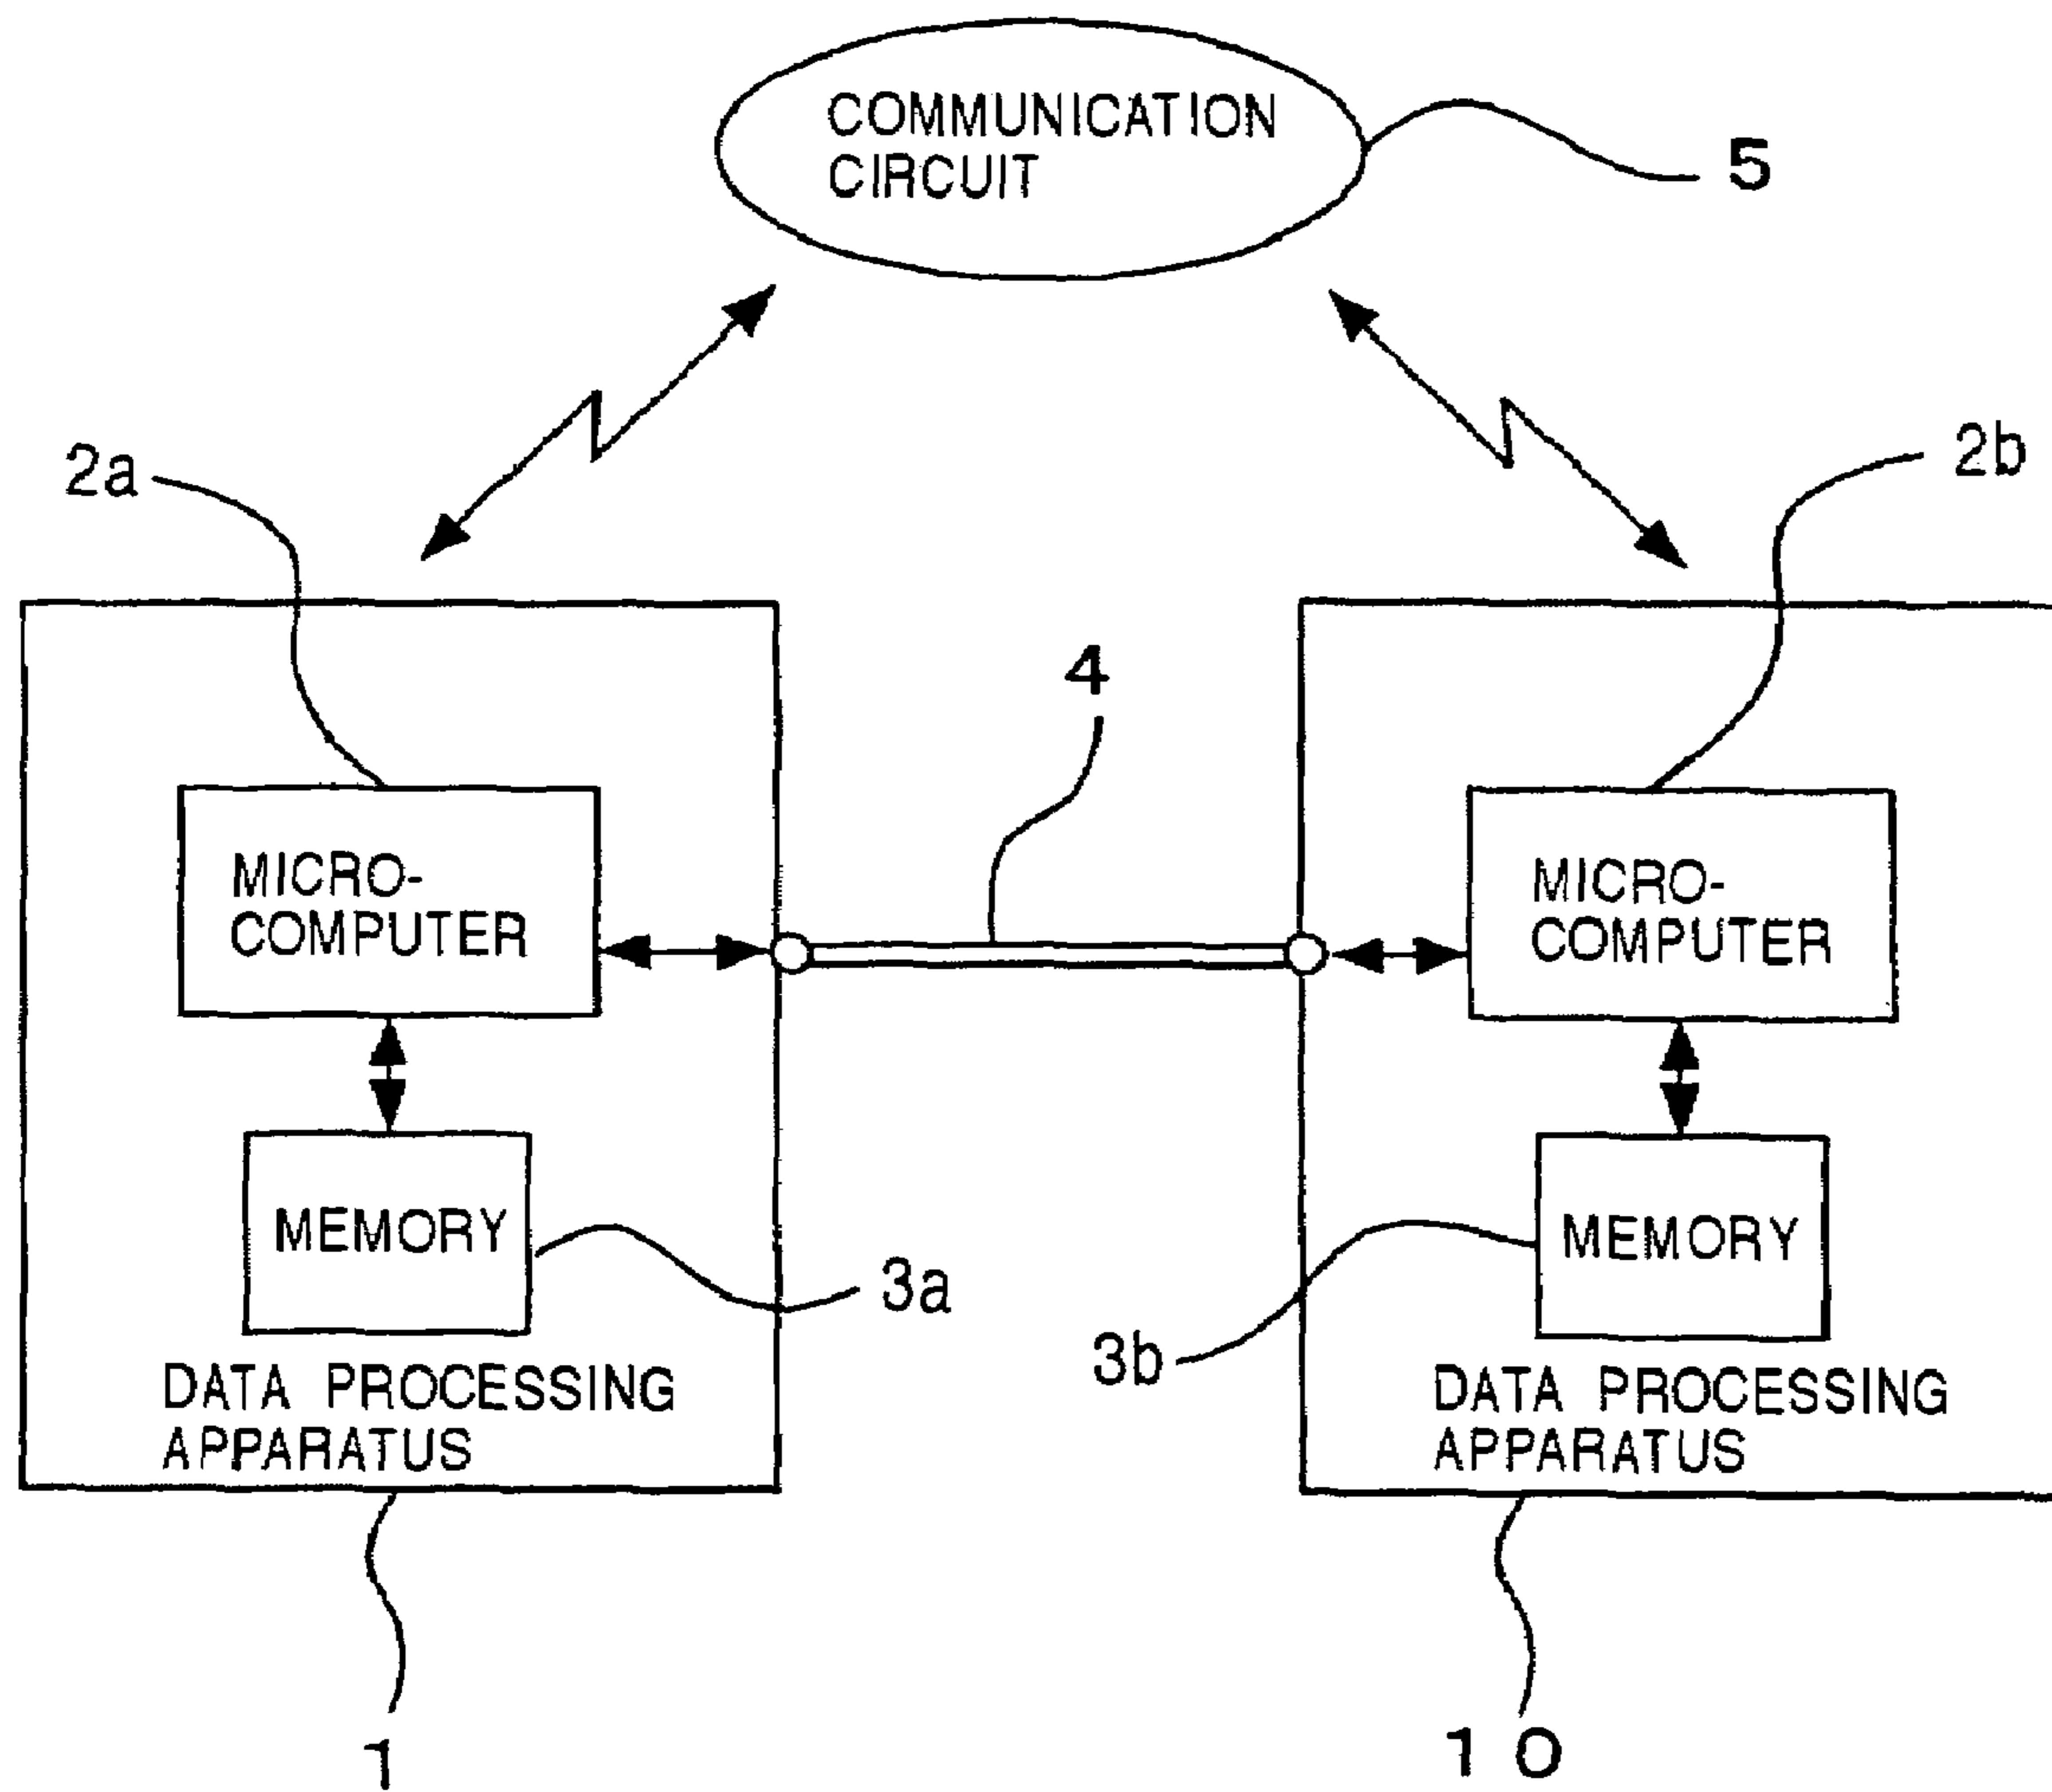 COMMUNICATION
CIRCUIT
5
2a
2b
4
MICRO-
COMPUTER
MICRO-
COMPUTER
MEMORY
3a
MEMORY
3b
DATA PROCESSING
APPARATUS
DATA PROCESSING
APPARATUS
1
10